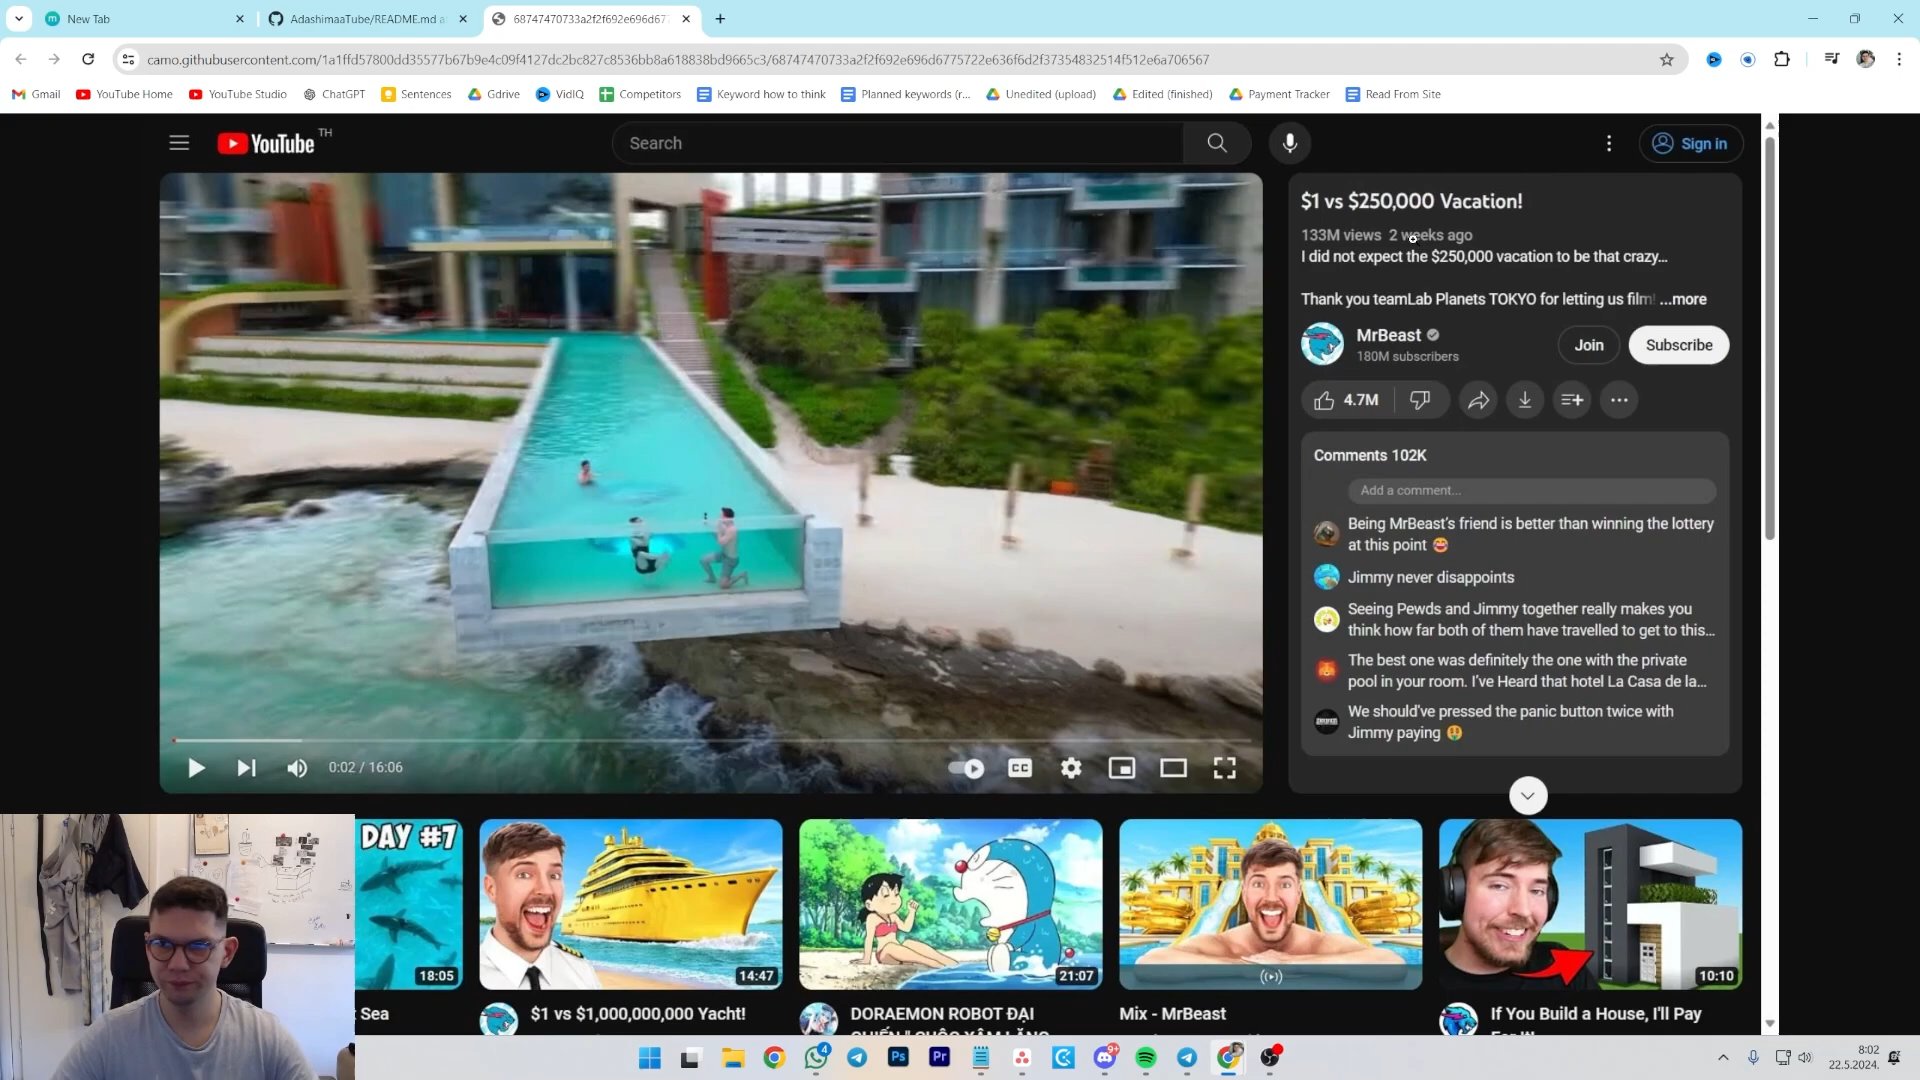 New Tab
AdashimaaTube/README.md a
68747470733a2f2f692e696d67
camo.githubusercontent.com/1a1ffd57800dd35577b67b9e4c09f4127dc2bc827c8536bb8a618838bd9665c3/68747470733a2f2f692e696d6775722e636f6d2f37354832514f512e6a706567
Gmail
YouTube Home
YouTube Studio
ChatGPT
Sentences
Gdrive
VidIQ
Competitors
Keyword how to think
Planned keywords (r...
Unedited (upload)
Edited (finished)
Payment Tracker
Read From Site
YouTube TH
Search
Sign in
$1 vs $250,000 Vacation!
133M views 2 weeks ago
I did not expect the $250,000 vacation to be that crazy...
Thank you teamLab Planets TOKYO for letting us film! ...more
MrBeast
180M subscribers
Join
Subscribe
4.7M
Comments 102K
Add a comment...
Being MrBeast's friend is better than winning the lottery
at this point 😂
Jimmy never disappoints
Seeing Pewds and Jimmy together really makes you
think how far both of them have travelled to get to this...
The best one was definitely the one with the private
pool in your room. I've Heard that hotel La Casa de la...
We should've pressed the panic button twice with
Jimmy paying 🤑
0:02 / 16:06
CC
DAY #7
18:05
14:47
21:07
10:10
Sea
$1 vs $1,000,000,000 Yacht!
DORAEMON ROBOT ĐẠI
Mix - MrBeast
If You Build a House, I'll Pay
4
Ps
Pr
9+
8:02
22.5.2024.